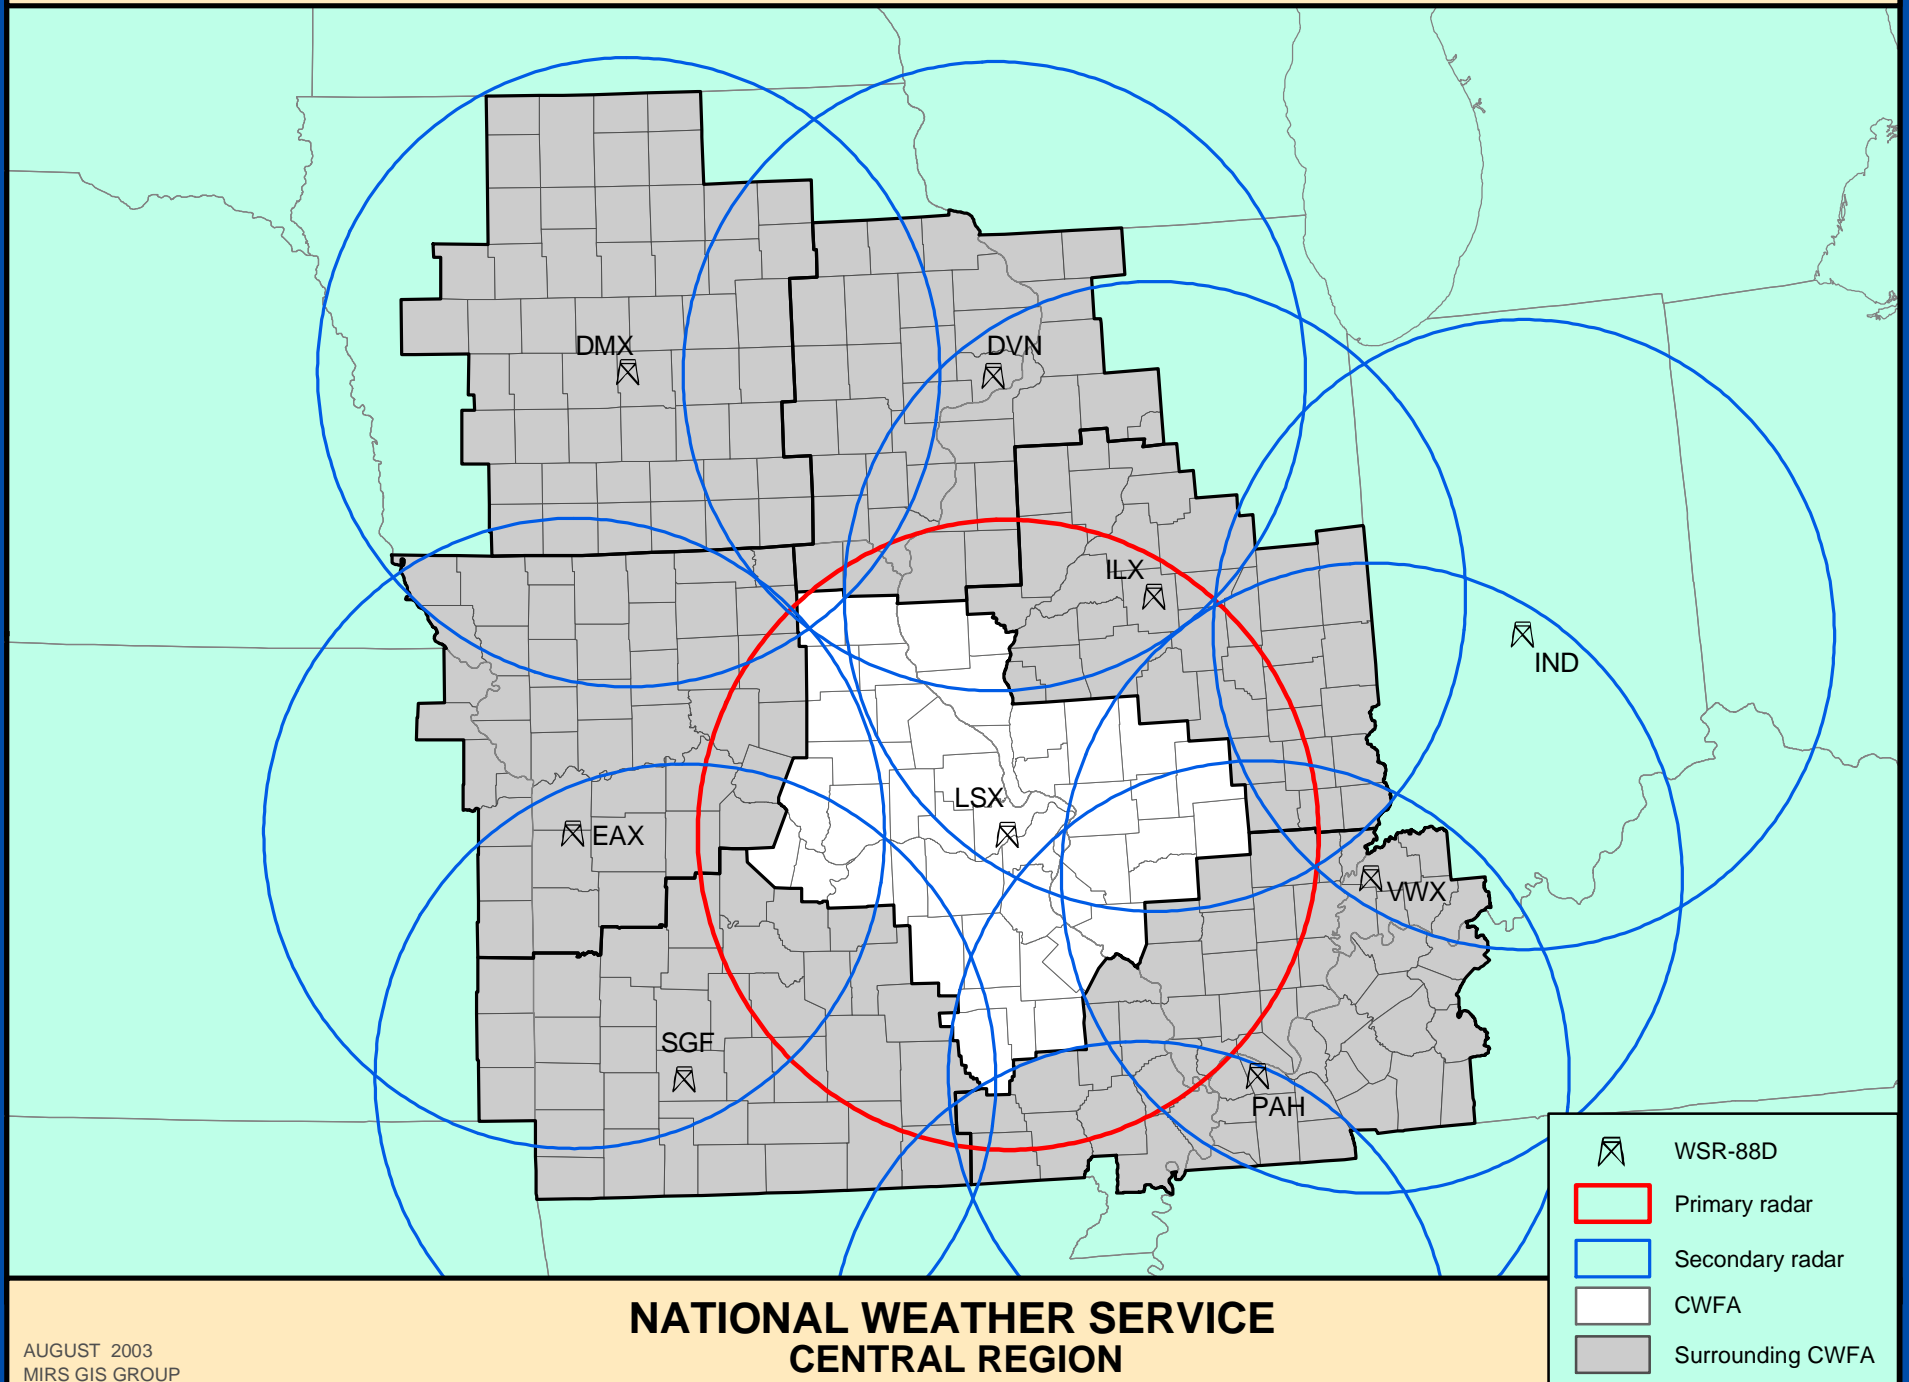 DMX
DVN
ILX
IND
LSX
EAX
VWX
SGF
PAH
WSR-88D
Primary radar
Secondary radar
CWFA
Surrounding CWFA
NATIONAL WEATHER SERVICE
CENTRAL REGION
AUGUST 2003
MIRS GIS GROUP